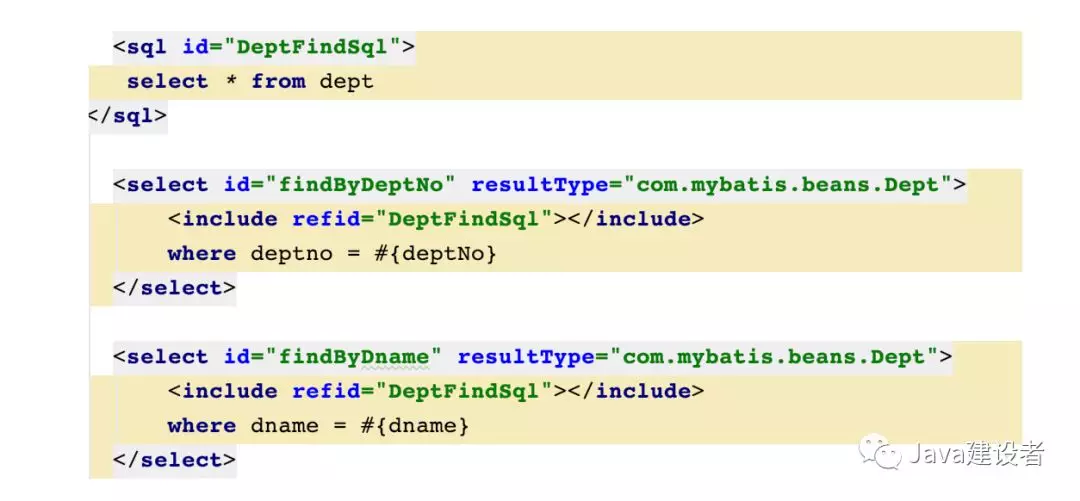 <sql id="DeptFindSql">
select * from dept
</sql>
<select id="findByDeptNo" resultType="com.mybatis.beans.Dept">
<include refid="DeptFindSql"></include>
where deptno = #{deptNo}
</select>
<select id="findByDname" resultType="com.mybatis.beans.Dept">
<include refid="DeptFindSql"></include>
where dname = #{dname}
</select>
Java建设者